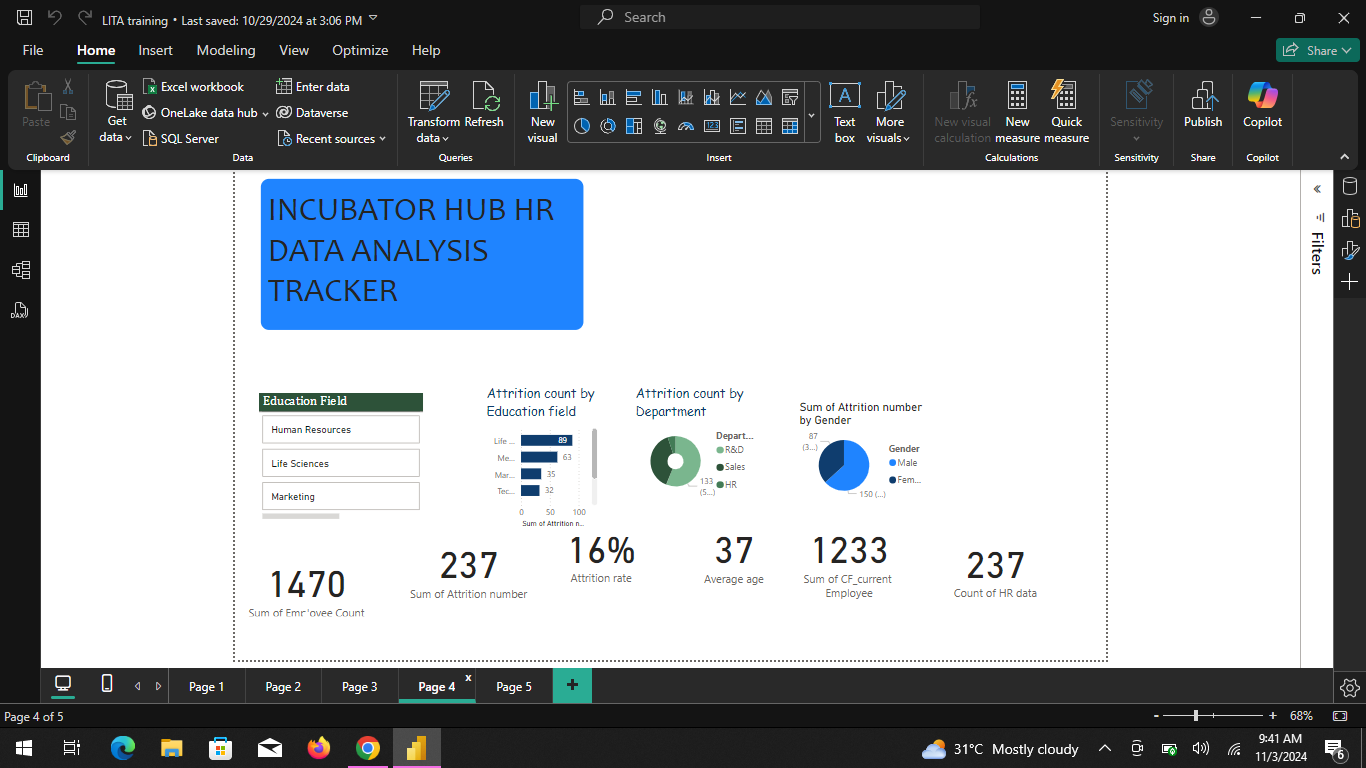 LITA training • Last saved: 10/29/2024 at 3:06 PM
Search
Sign in
File
Home
Insert
Modeling
View
Optimize
Help
Share
Paste
Clipboard
Get
data
Excel workbook
OneLake data hub
SQL Server
Enter data
Dataverse
Recent sources
Data
Transform
data
Refresh
Queries
New
visual
Text
box
More
visuals
Insert
New visual
calculation
New
measure
Quick
measure
Calculations
Sensitivity
Sensitivity
Publish
Share
Copilot
Copilot
DAX
Filters
INCUBATOR HUB HR
DATA ANALYSIS
TRACKER
Education Field
Human Resources
Life Sciences
Marketing
Attrition count by
Education field
Life ...
89
Me...
63
Mar...
35
Tec...
32
0 50 100
Sum of Attrition n...
Attrition count by
Department
133
(5...)
Depart...
R&D
Sales
HR
Sum of Attrition number
by Gender
87
(3...)
150 (...)
Gender
Male
Fem...
1470
Sum of Employee Count
237
Sum of Attrition number
16%
Attrition rate
37
Average age
1233
Sum of CF_current
Employee
237
Count of HR data
Page 1
Page 2
Page 3
Page 4
x
Page 5
+
Page 4 of 5
- + 68%
31°C Mostly cloudy
9:41 AM
11/3/2024
6